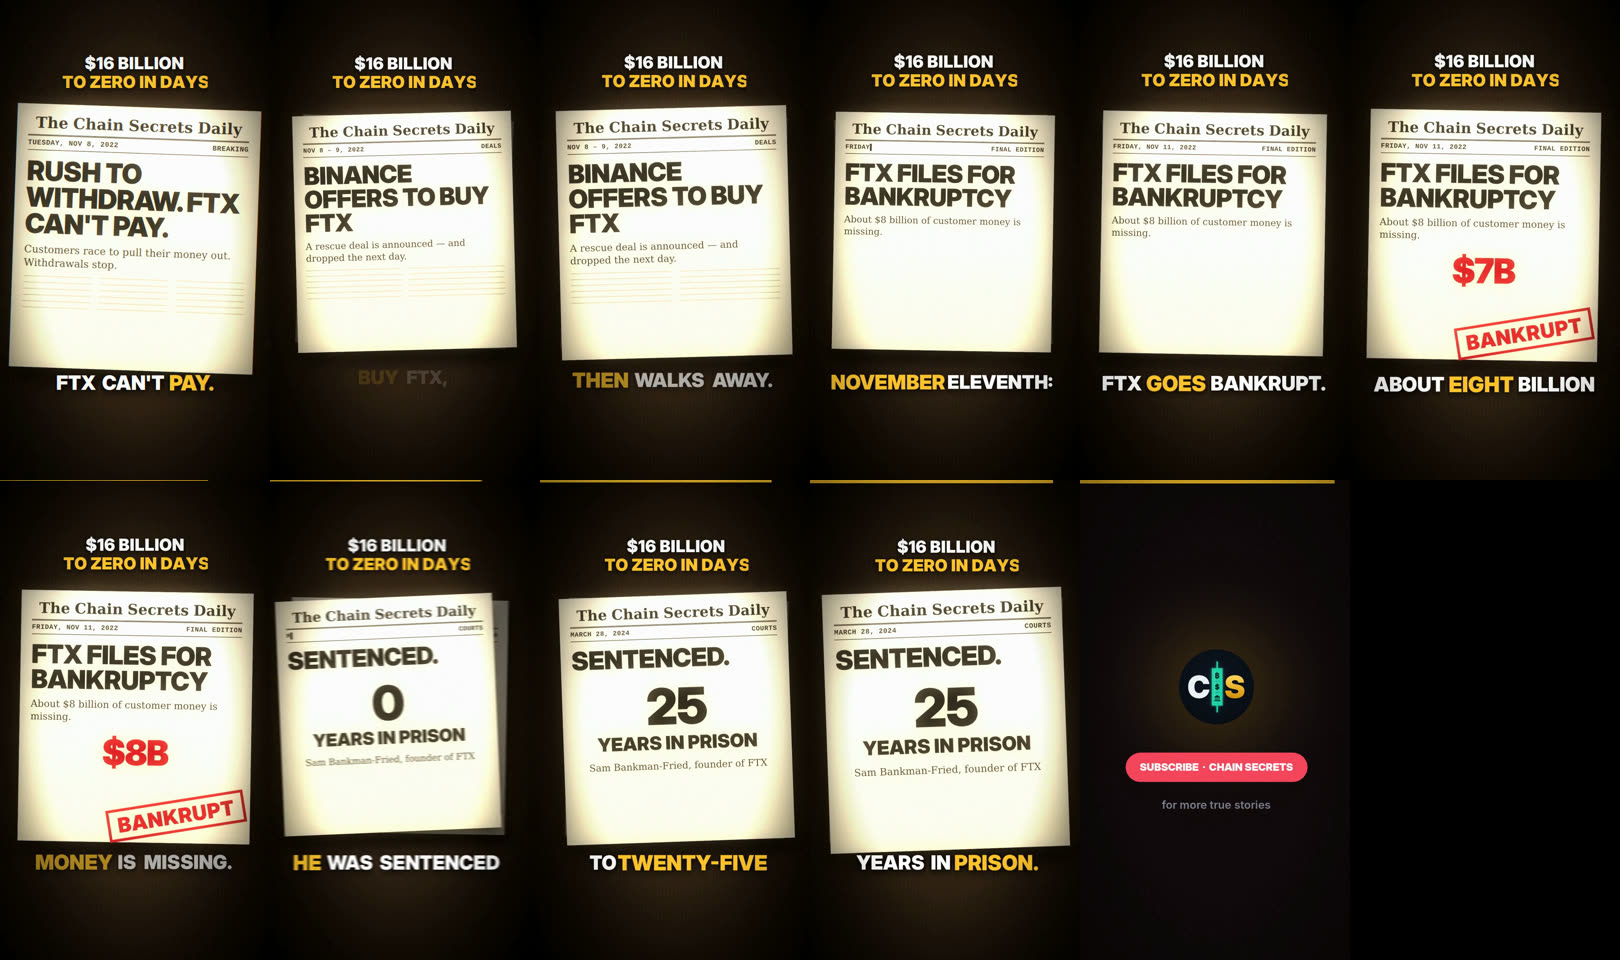 $16 BILLION
TO ZERO IN DAYS
The Chain Secrets Daily
TUESDAY, NOV 8, 2022
BREAKING
RUSH TO
WITHDRAW. FTX
CAN'T PAY.
Customers race to pull their money out.
Withdrawals stop.
FTX CAN'T PAY.
$16 BILLION
TO ZERO IN DAYS
The Chain Secrets Daily
NOV 8 – 9, 2022
DEALS
BINANCE
OFFERS TO BUY
FTX
A rescue deal is announced — and
dropped the next day.
BUY FTX,
$16 BILLION
TO ZERO IN DAYS
The Chain Secrets Daily
NOV 8 – 9, 2022
DEALS
BINANCE
OFFERS TO BUY
FTX
A rescue deal is announced — and
dropped the next day.
THEN WALKS AWAY.
$16 BILLION
TO ZERO IN DAYS
The Chain Secrets Daily
FRIDAY
FINAL EDITION
FTX FILES FOR
BANKRUPTCY
About $8 billion of customer money is
missing.
NOVEMBER ELEVENTH:
$16 BILLION
TO ZERO IN DAYS
The Chain Secrets Daily
FRIDAY, NOV 11, 2022
FINAL EDITION
FTX FILES FOR
BANKRUPTCY
About $8 billion of customer money is
missing.
FTX GOES BANKRUPT.
$16 BILLION
TO ZERO IN DAYS
The Chain Secrets Daily
FRIDAY, NOV 11, 2022
FINAL EDITION
FTX FILES FOR
BANKRUPTCY
About $8 billion of customer money is
missing.
$7B
BANKRUPT
ABOUT EIGHT BILLION
$16 BILLION
TO ZERO IN DAYS
The Chain Secrets Daily
FRIDAY, NOV 11, 2022
FINAL EDITION
FTX FILES FOR
BANKRUPTCY
About $8 billion of customer money is
missing.
$8B
BANKRUPT
MONEY IS MISSING.
$16 BILLION
TO ZERO IN DAYS
The Chain Secrets Daily
COURTS
SENTENCED.
0
YEARS IN PRISON
Sam Bankman-Fried, founder of FTX
HE WAS SENTENCED
$16 BILLION
TO ZERO IN DAYS
The Chain Secrets Daily
MARCH 28, 2024
COURTS
SENTENCED.
25
YEARS IN PRISON
Sam Bankman-Fried, founder of FTX
TO TWENTY-FIVE
$16 BILLION
TO ZERO IN DAYS
The Chain Secrets Daily
MARCH 28, 2024
COURTS
SENTENCED.
25
YEARS IN PRISON
Sam Bankman-Fried, founder of FTX
YEARS IN PRISON.
CS
SUBSCRIBE · CHAIN SECRETS
for more true stories